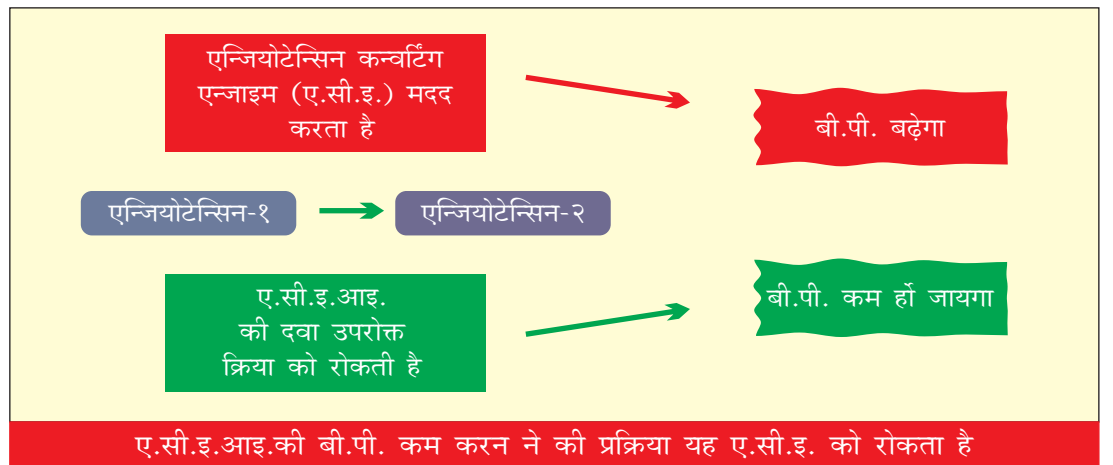 एन्जियोटेन्सिन कन्वर्टिंग
एन्जाइम (ए.सी.इ.) मदद
करता है
बी.पी. बढ़ेगा
एन्जियोटेन्सिन-१
एन्जियोटेन्सिन-२
ए.सी.इ.आइ.
की दवा उपरोक्त
क्रिया को रोकती है
बी.पी. कम र्हो जायगा
ए.सी.इ.आइ.की बी.पी. कम करन ने की प्रक्रिया यह ए.सी.इ. को रोकता है